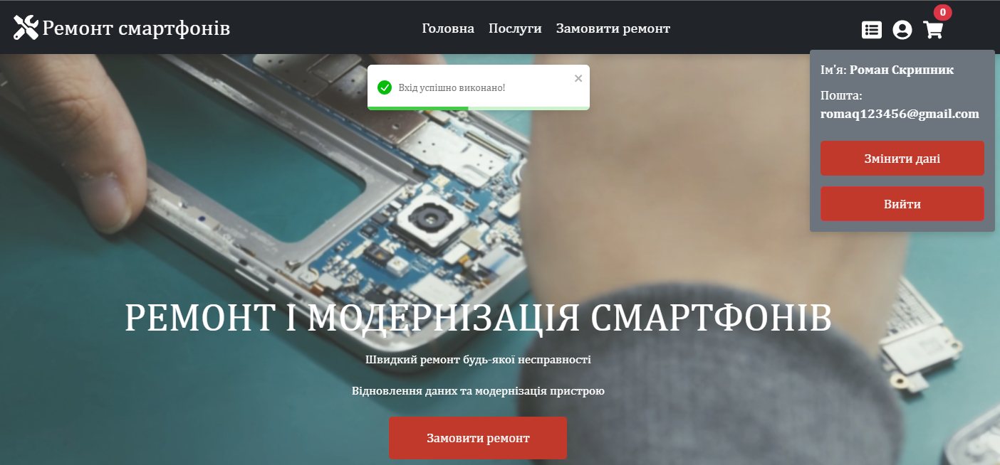 Ремонт смартфонів
Головна Послуги Замовити ремонт
0
Ім'я: Роман Скрипник
Пошта:
romaq123456@gmail.com
Змінити дані
Вийти
Вхід успішно виконано!
РЕМОНТ І МОДЕРНІЗАЦІЯ СМАРТФОНІВ
Швидкий ремонт будь-якої несправності
Відновлення даних та модернізація пристрою
Замовити ремонт